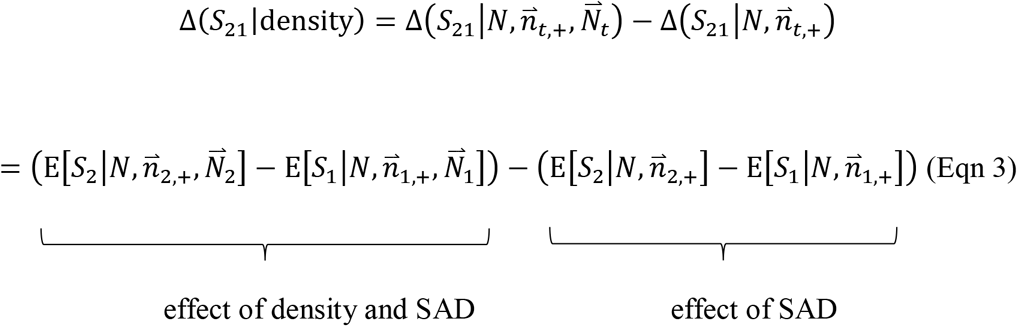 Δ(S₂₁|density) = Δ(S₂₁|N, n⃗ₜ,₊, N⃗ₜ) − Δ(S₂₁|N, n⃗ₜ,₊)
= (E[S₂|N, n⃗₂,₊, N⃗₂] − E[S₁|N, n⃗₁,₊, N⃗₁]) − (E[S₂|N, n⃗₂,₊] − E[S₁|N, n⃗₁,₊]) (Eqn 3)
effect of density and SAD effect of SAD